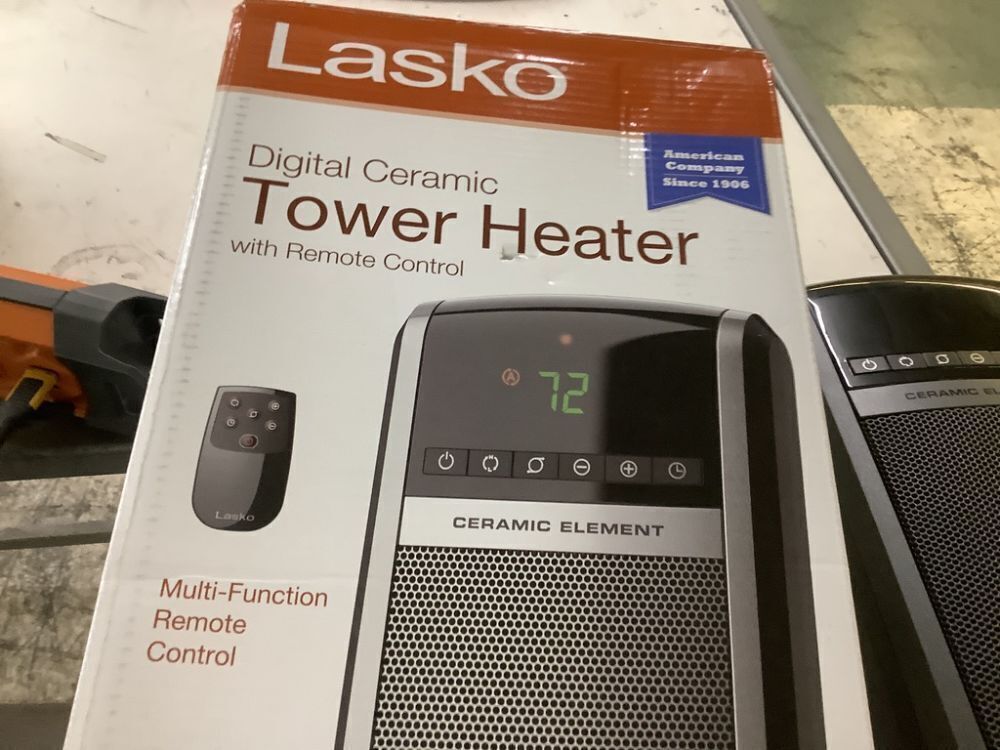 Lasko
American
Company
Since 1906
Digital Ceramic
Tower Heater
with Remote Control
72
CERAMIC ELEMENT
Lasko
Multi-Function
Remote
Control
CERAMIC EL